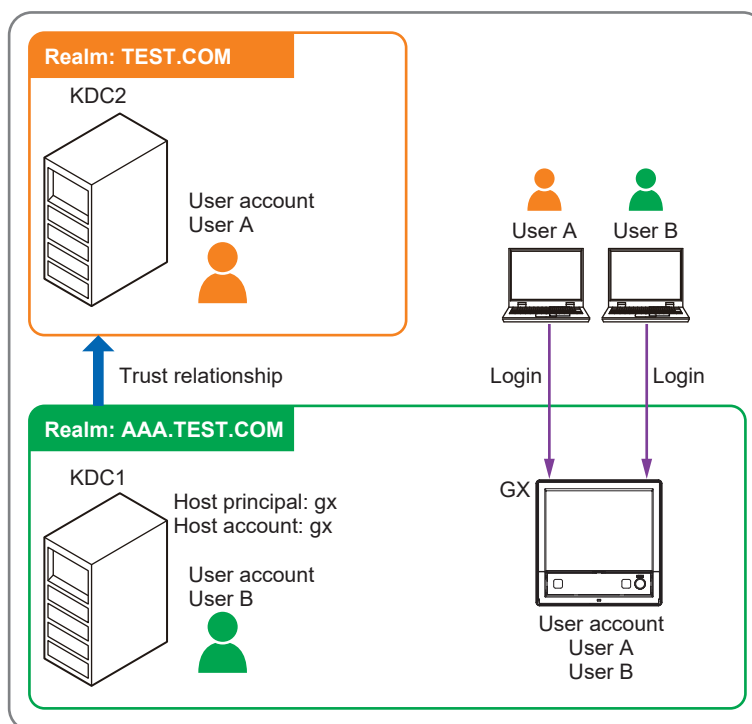 Realm: TEST.COM
KDC2
User account
User A
User A
User B
Trust relationship
Login
Login
Realm: AAA.TEST.COM
KDC1
Host principal: gx
Host account: gx
User account
User B
GX
User account
User A
User B